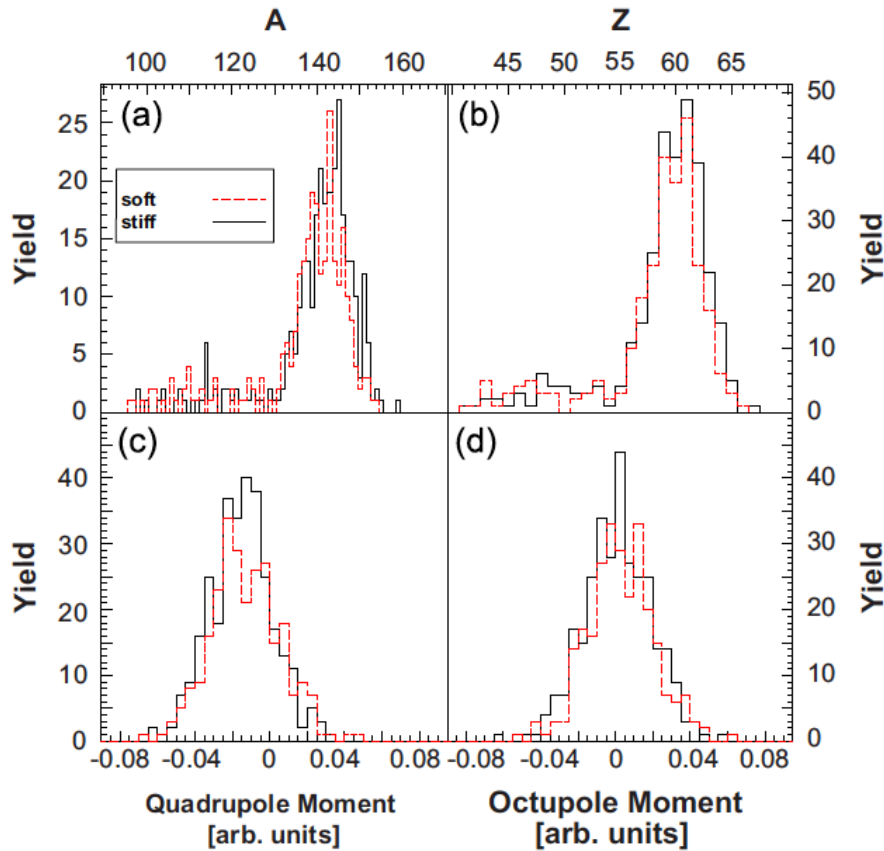 A Z
100 120 140 160 45 50 55 60 65
(a) (b)
50
25 40
20 soft 30
stiff
15 20
10
5 10
0 0
Yield Yield
(c) (d)
40 40
30 30
20 20
10 10
0 0
Yield Yield
-0.08 -0.04 0 0.04 0.08 -0.08 -0.04 0 0.04 0.08
Quadrupole Moment Octupole Moment
[arb. units] [arb. units]